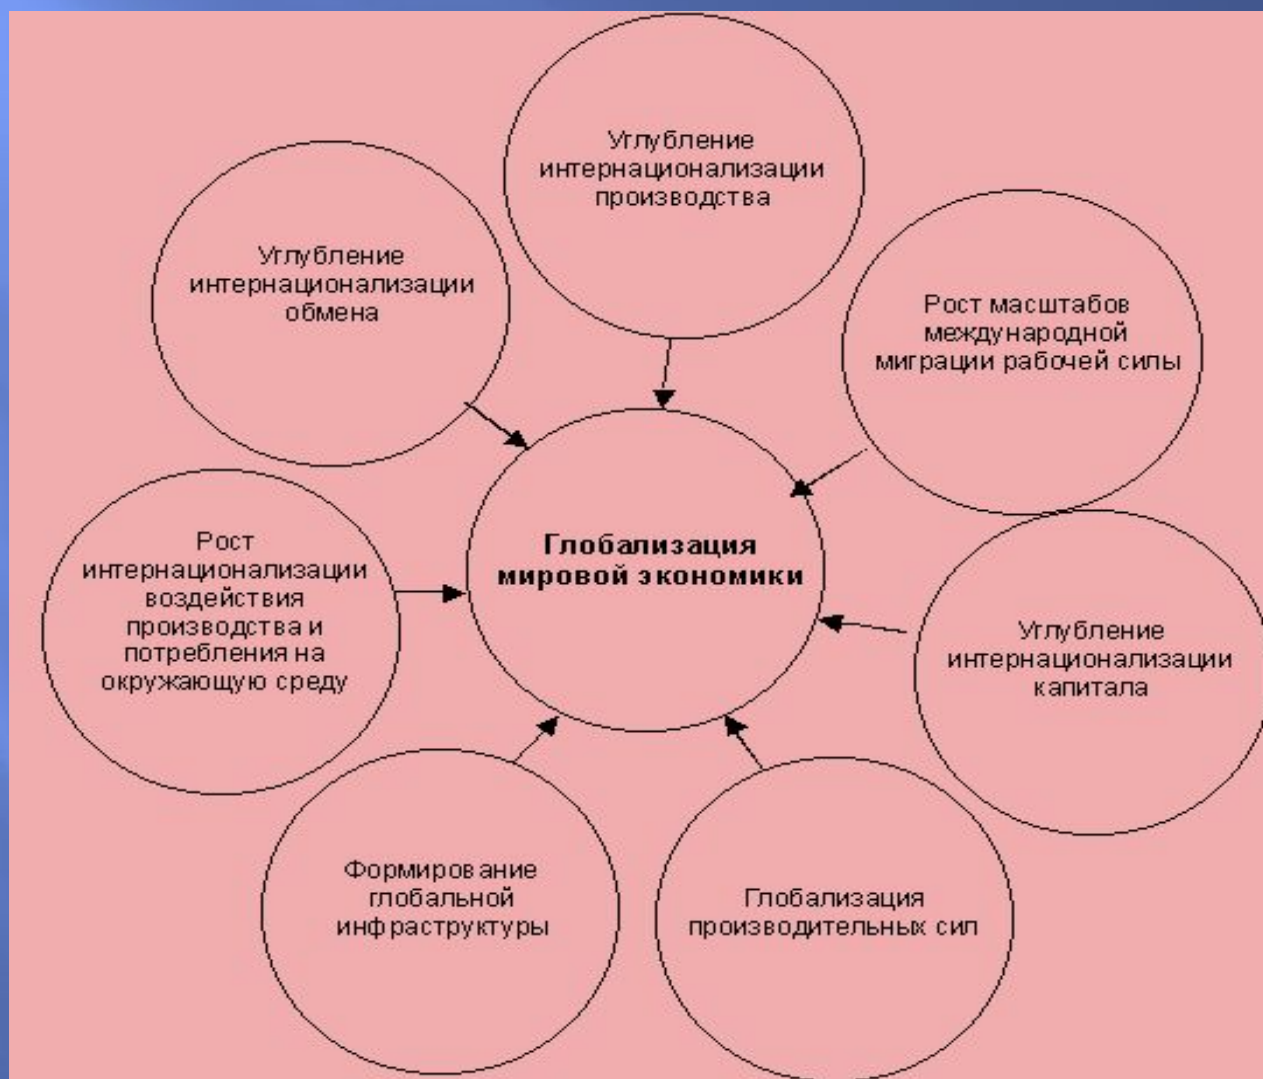 Углубление
интернационализации
производства
Углубление
интернационализации
обмена
Рост масштабов
международной
миграции рабочей силы
Глобализация
мировой экономики
Рост
интернационализации
воздействия
производства и
потребления на
окружающую среду
Углубление
интернационализации
капитала
Формирование
глобальной
инфраструктуры
Глобализация
производительных сил